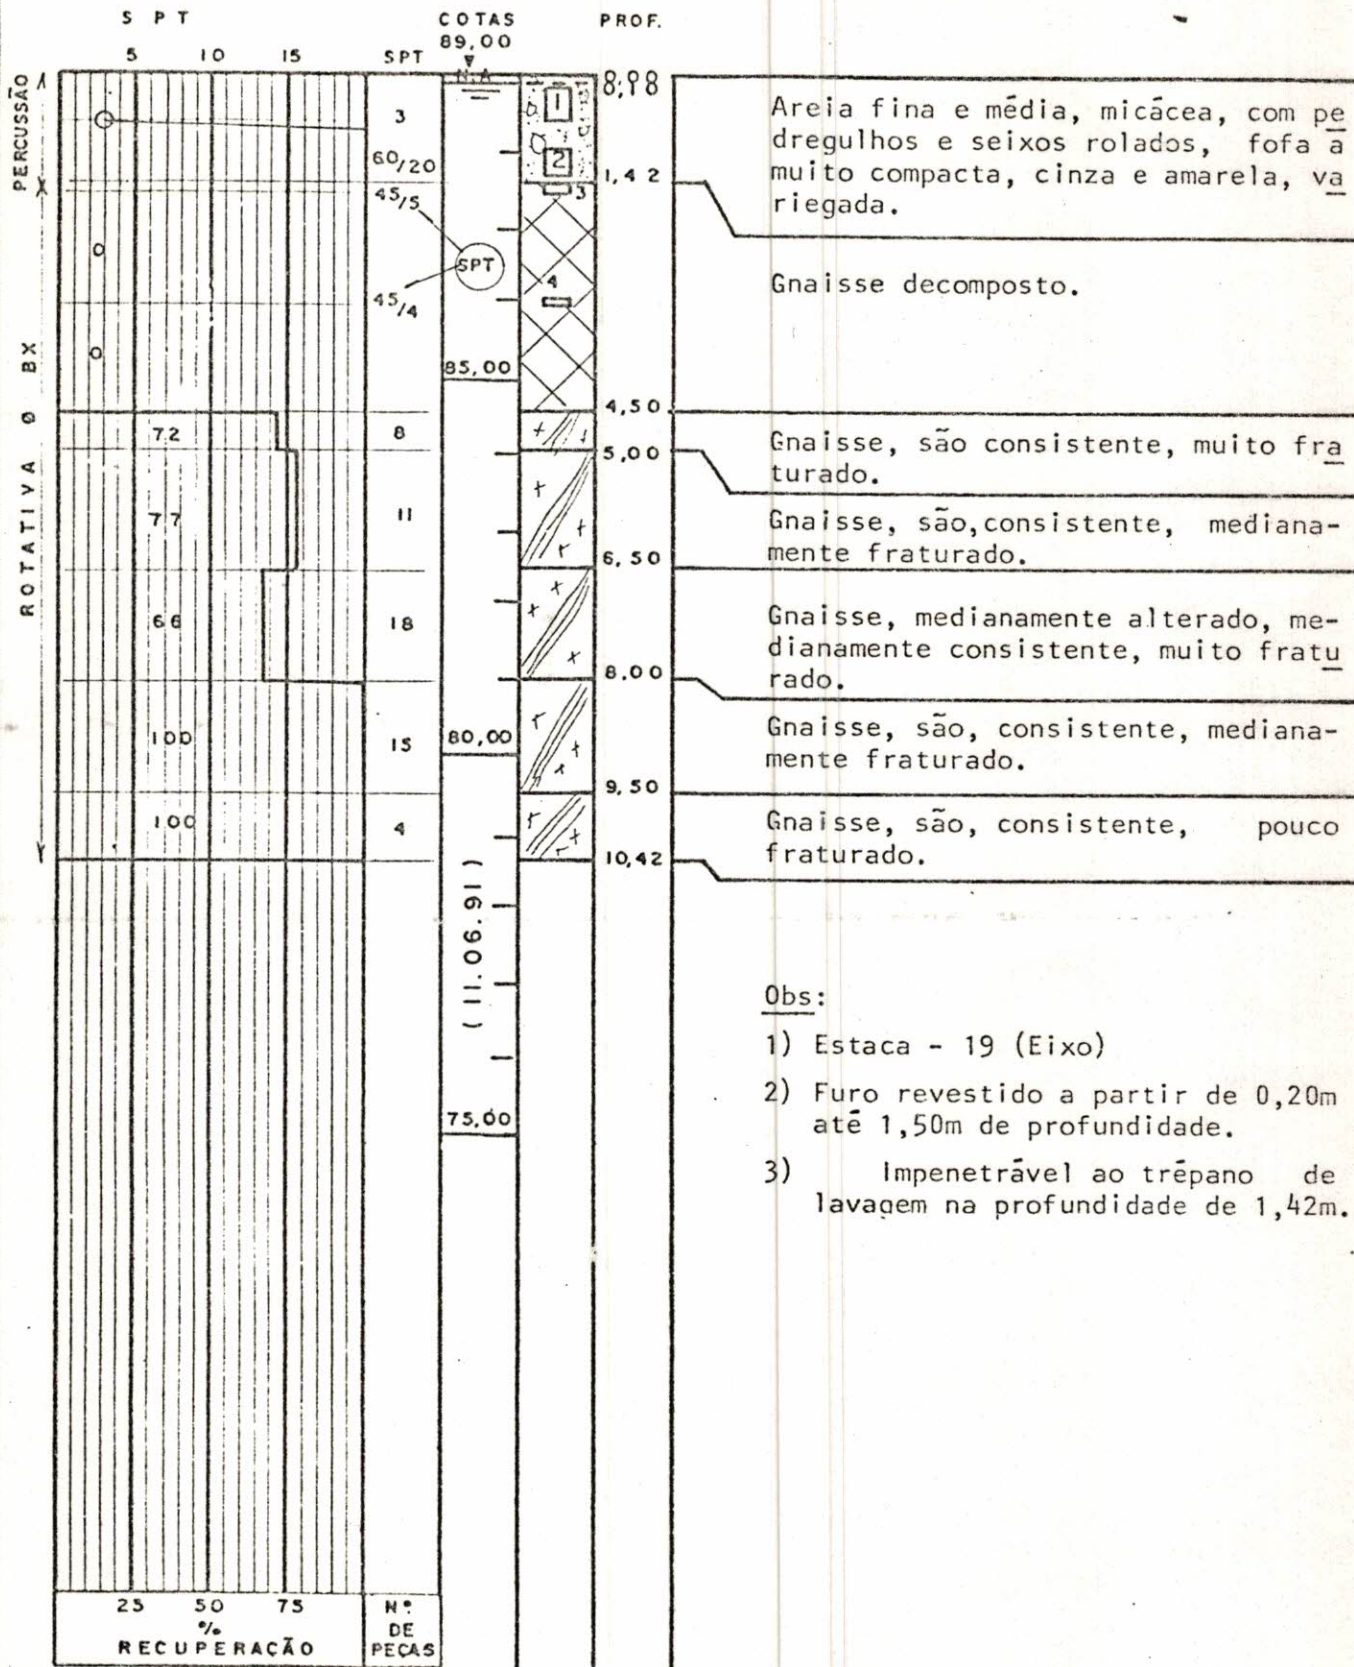 S P T
COTAS
PROF.
89,00
5 10 15
SPT
N.A
PERCUSSÃO
3
1
Areia fina e média, micácea, com pe
dregulhos e seixos rolados, fofa a
muito compacta, cinza e amarela, va
riegada.
60/20
2
1,42
45/5
3
SPT
4
45/4
Gnaisse decomposto.
ROTATIVA Ø BX
85,00
4,50
72
8
Gnaisse, são consistente, muito fra
turado.
5,00
77
11
Gnaisse, são,consistente, mediana-
mente fraturado.
6,50
66
18
Gnaisse, medianamente alterado, me-
dianamente consistente, muito fratu
rado.
8.00
100
15
80,00
Gnaisse, são, consistente, mediana-
mente fraturado.
9,50
100
4
Gnaisse, são, consistente, pouco
fraturado.
10,42
( 11.06.91 )
75,00
Obs:
1) Estaca - 19 (Eixo)
2) Furo revestido a partir de 0,20m
até 1,50m de profundidade.
3) Impenetrável ao trépano de
lavagem na profundidade de 1,42m.
25 50 75
%
RECUPERAÇÃO
Nº
DE
PEÇAS